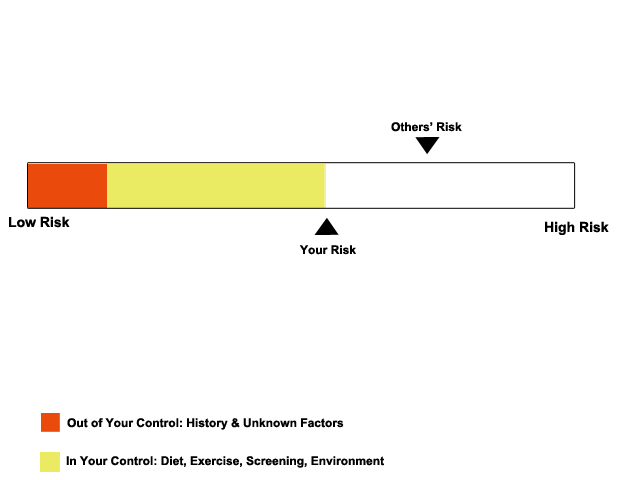 Others’ Risk
Low Risk
High Risk
Your Risk
Out of Your Control: History & Unknown Factors
In Your Control: Diet, Exercise, Screening, Environment